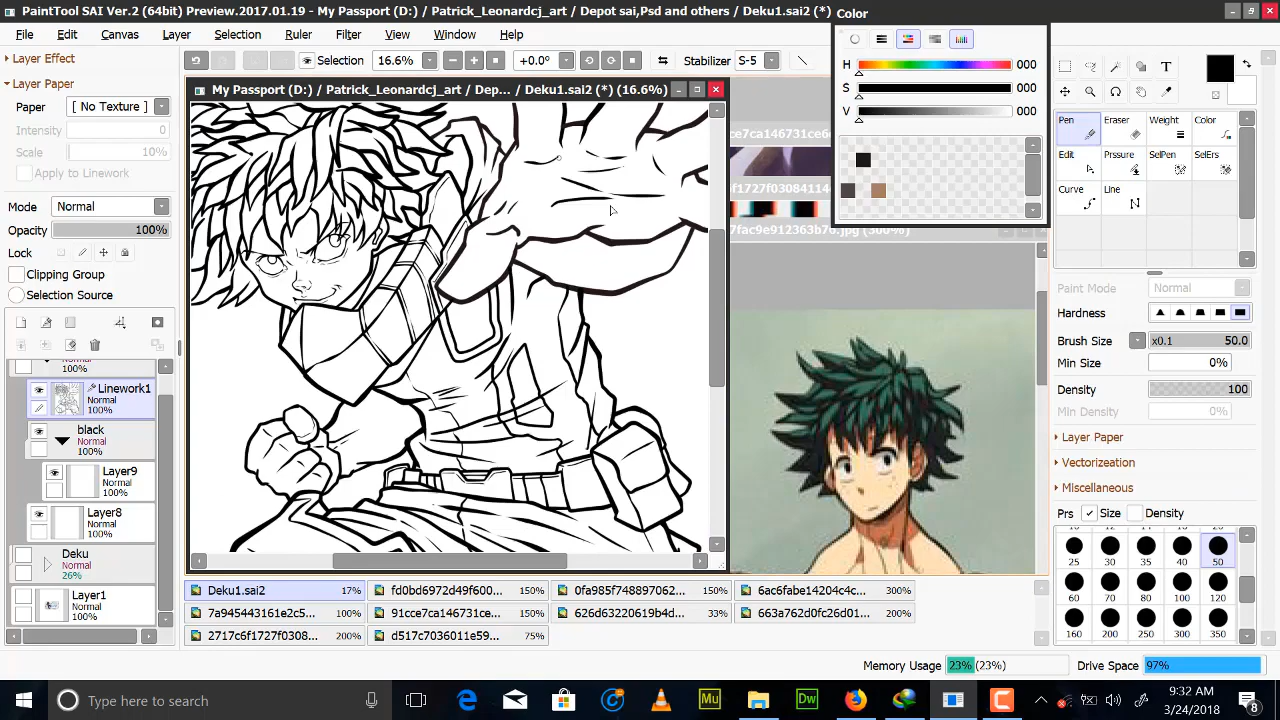 PaintTool SAI Ver.2 (64bit) Preview.2017.01.19 - My Passport (D:) / Patrick_Leonardcj_art / Depot sai,Psd and others / Deku1.sai2 (*)
Color
File Edit Canvas Layer Selection Ruler Filter View Window Help
Layer Effect
Selection 16.6% +0.0° Stabilizer S-5
H 000
S 000
V 000
T
Layer Paper
Paper [ No Texture ]
Intensity 0
Scale 10%
Apply to Linework
Mode Normal
Opacity 100%
Lock
Clipping Group
Selection Source
My Passport (D:) / Patrick_Leonardcj_art / Dep... / Deku1.sai2 (*) (16.6%)
Linework1
Normal
100%
black
Normal
100%
Layer9
Normal
100%
Layer8
Normal
100%
Deku
Normal
26%
Layer1
Normal
100%
Pen Eraser Weight Color
Edit Prssure SelPen SelErs
Curve Line
Paint Mode Normal
Hardness
Brush Size x0.1 50.0
Min Size 0%
Density 100
Min Density 0%
Layer Paper
Vectorizeation
Miscellaneous
Prs Size Density
25 30 35 40 50
60 70 80 100 120
160 200 250 300 350
Deku1.sai2 17% fd0bd6972d49f600... 150% 0fa985f748897062... 150% 6ac6fabe14204c4c... 300%
7a945443161e2c5... 100% 91cce7ca146731ce6... 150% 626d63220619b4d... 33% 663a762d0fc26d01... 200%
2717c6f1727f0308... 200% d517c7036011e59... 75%
Memory Usage 23% (23%) Drive Space 97%
Type here to search
Mu
Dw
9:32 AM
3/24/2018
8